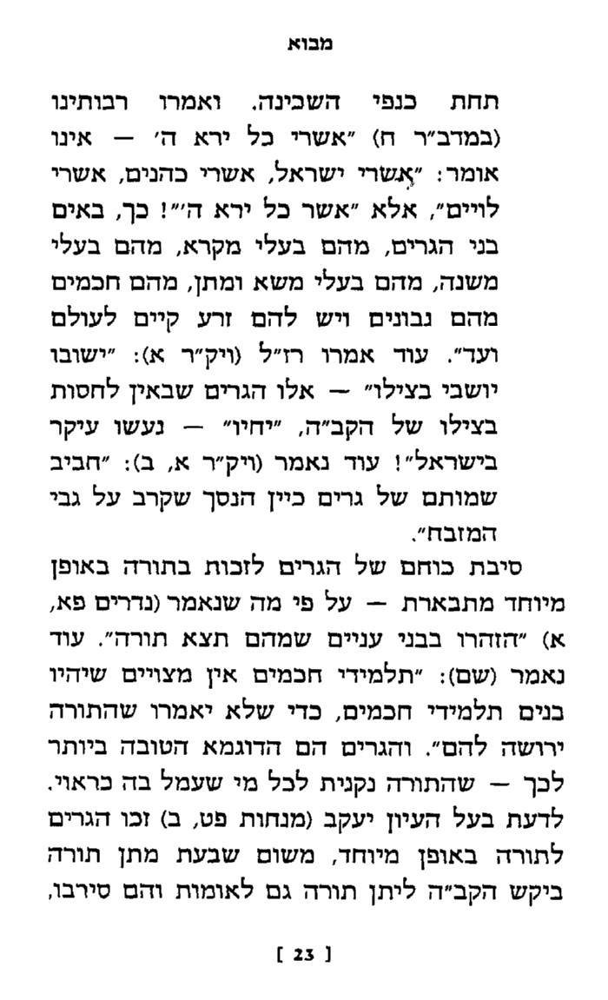 מבוא
תחת כנפי השכינה. ואמרו רבותינו
(במדב״ר ח) ״אשרי כל ירא ה׳ — אינו
אומר: ״אשרי ישראל, אשרי כהנים, אשרי
לויים״, אלא ״אשר כל ירא ה׳״! כך, באים
בני הגרים, מהם בעלי מקרא, מהם בעלי
משנה, מהם בעלי משא ומתן, מהם חכמים
מהם נבונים ויש להם זרע קיים לעולם
ועד״. עוד אמרו רז״ל (ויק״ר א): ״ישובו
יושבי בצילו״ — אלו הגרים שבאין לחסות
בצילו של הקב״ה, ״יחיו״ — נעשו עיקר
בישראל״! עוד נאמר (ויק״ר א, ב): ״חביב
שמותם של גרים כיין הנסך שקרב על גבי
המזבח״.
סיבת כוחם של הגרים לזכות בתורה באופן
מיוחד מתבארת — על פי מה שנאמר (נדרים פא,
א) ״הזהרו בבני עניים שמהם תצא תורה״. עוד
נאמר (שם): ״תלמידי חכמים אין מצויים שיהיו
בנים תלמידי חכמים, כדי שלא יאמרו שהתורה
ירושה להם״. והגרים הם הדוגמא הטובה ביותר
לכך — שהתורה נקנית לכל מי שעמל בה כראוי.
לדעת בעל העיון יעקב (מנחות פט, ב) זכו הגרים
לתורה באופן מיוחד, משום שבעת מתן תורה
ביקש הקב״ה ליתן תורה גם לאומות והם סירבו,
[ 23 ]